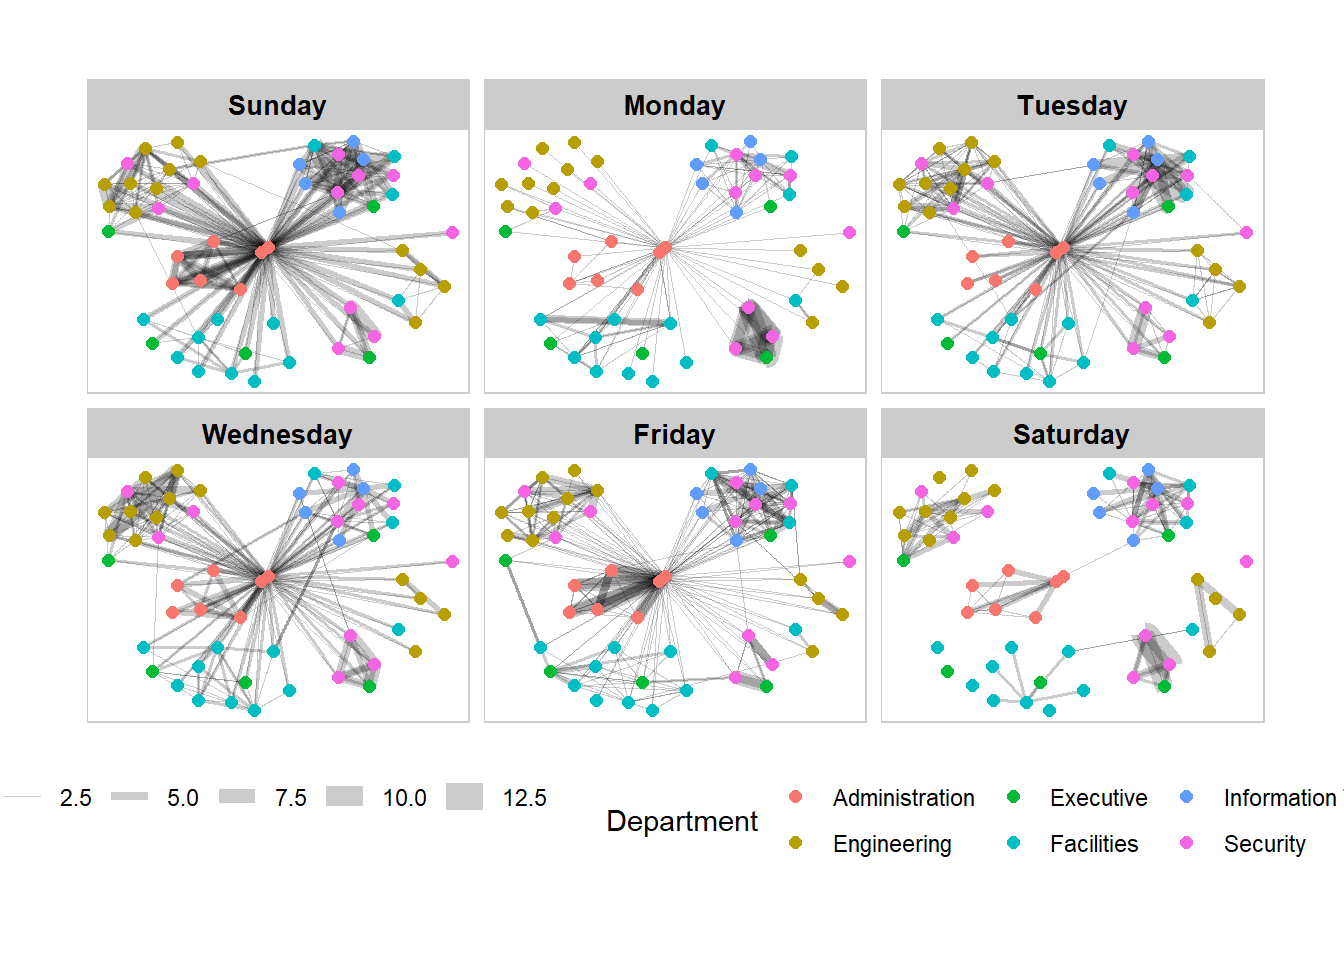 Sunday
Monday
Tuesday
Wednesday
Friday
Saturday
2.5 5.0 7.5 10.0 12.5
Department
Administration Executive Information
Engineering Facilities Security